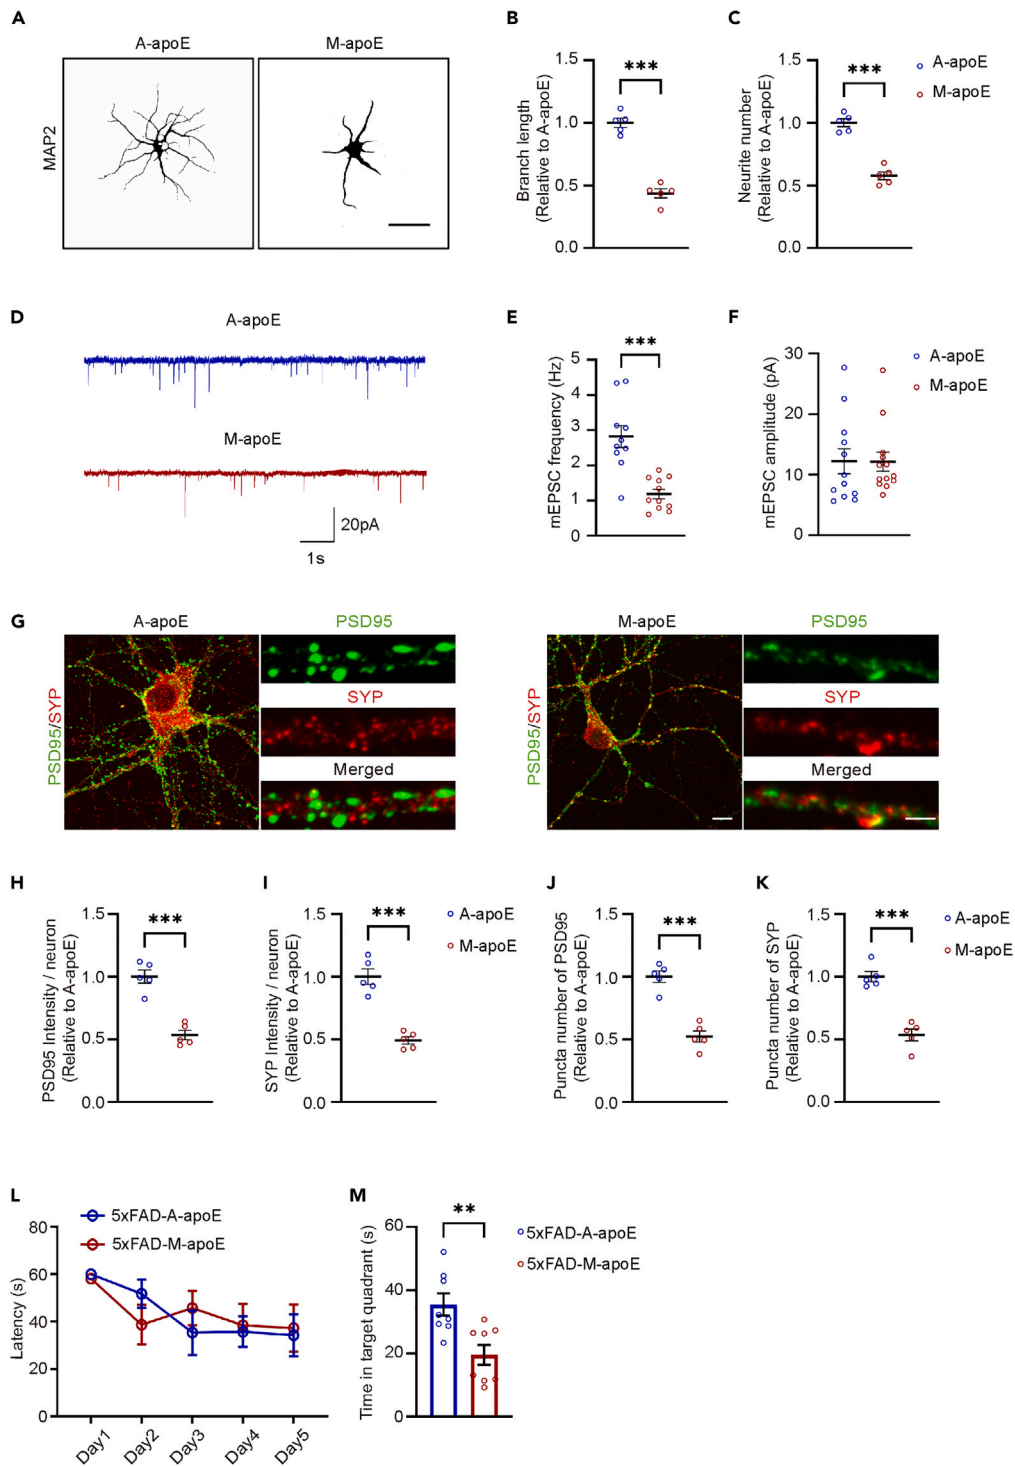 A
A-apoE
M-apoE
MAP2
B
Branch length
(Relative to A-apoE)
1.5
1.0
0.5
0.0
***
C
Neurite number
(Relative to A-apoE)
1.5
1.0
0.5
0.0
***
A-apoE
M-apoE
D
A-apoE
M-apoE
20pA
1s
E
mEPSC frequency (Hz)
5
4
3
2
1
0
***
F
mEPSC amplitude (pA)
30
20
10
0
A-apoE
M-apoE
G
A-apoE
PSD95/SYP
PSD95
SYP
Merged
M-apoE
PSD95/SYP
PSD95
SYP
Merged
H
PSD95 Intensity / neuron
(Relative to A-apoE)
1.5
1.0
0.5
0.0
***
I
SYP Intensity / neuron
(Relative to A-apoE)
1.5
1.0
0.5
0.0
***
A-apoE
M-apoE
J
Puncta number of PSD95
(Relative to A-apoE)
1.5
1.0
0.5
0.0
***
K
Puncta number of SYP
(Relative to A-apoE)
1.5
1.0
0.5
0.0
***
A-apoE
M-apoE
L
5xFAD-A-apoE
5xFAD-M-apoE
Latency (s)
80
60
40
20
0
Day1
Day2
Day3
Day4
Day5
M
Time in target quadrant (s)
60
40
20
0
**
5xFAD-A-apoE
5xFAD-M-apoE